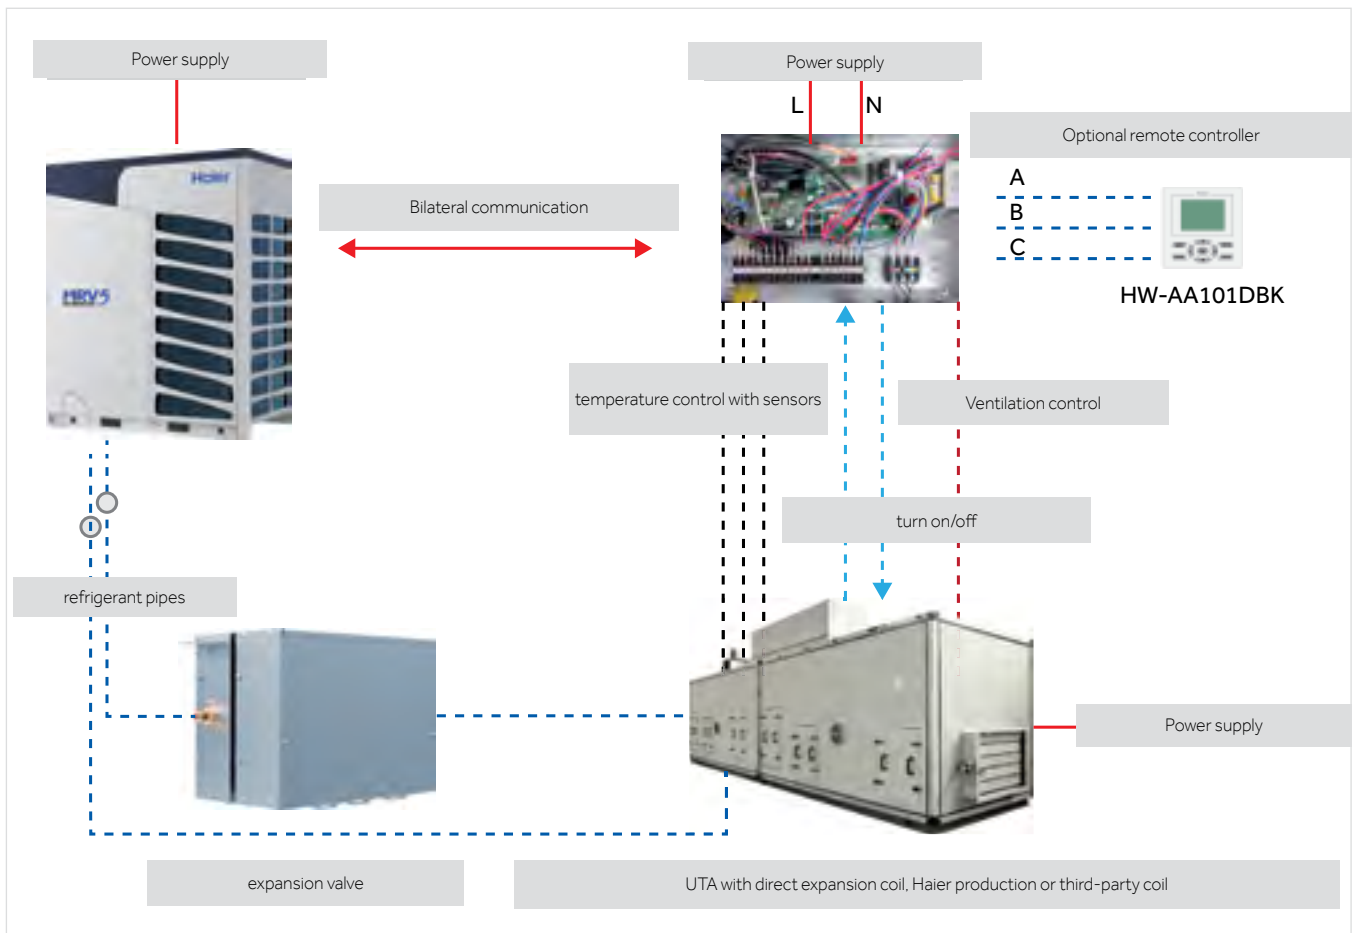 Power supply
Power supply
L
N
Optional remote controller
Haier
A
Bilateral communication
B
C
MRV5
HW-AA101DBK
temperature control with sensors
Ventilation control
turn on/off
refrigerant pipes
Power supply
expansion valve
UTA with direct expansion coil, Haier production or third-party coil